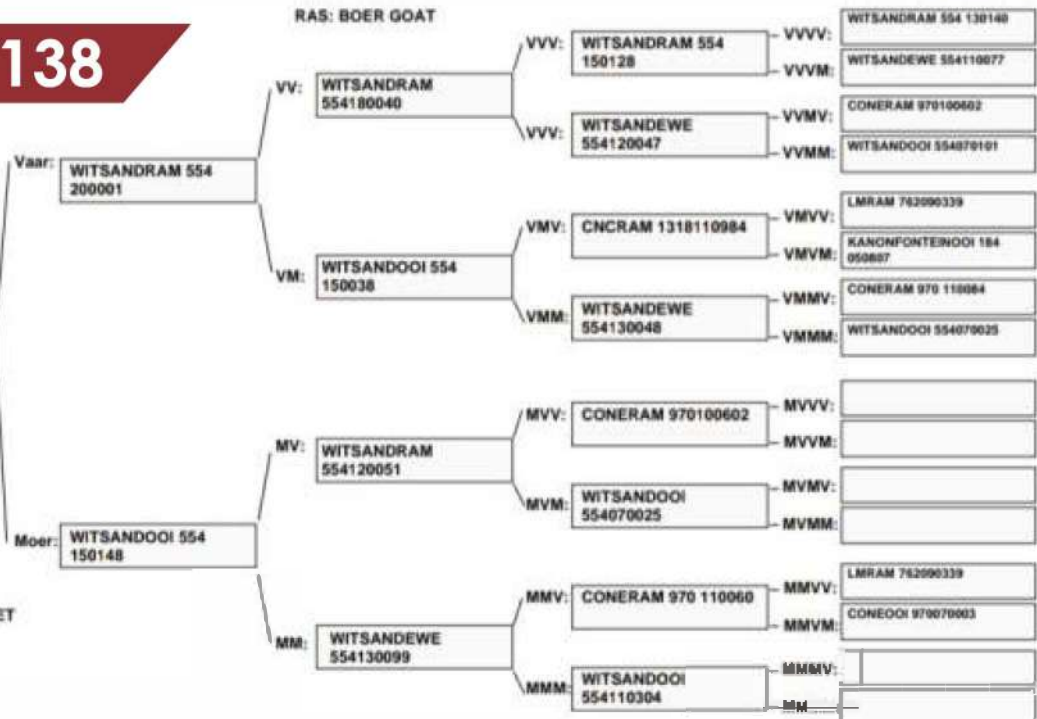 RAS: BOER GOAT
138
Vaar:
WITSANDRAM 554
200001
VV:
WITSANDRAM
554180040
VVV:
WITSANDRAM 554
150128
VVVV:
WITSANDRAM 554 130140
VVVM:
WITSANDEWE 554110077
VVV:
WITSANDEWE
554120047
VVMV:
CONERAM 970100602
VVMM:
WITSANDOOI 554070101
VM:
WITSANDOOI 554
150038
VMV:
CNCRAM 1318110984
VMVV:
LMRAM 762090339
VMVM:
KANONFONTEINOOI 184
050807
VMM:
WITSANDEWE
554130048
VMMV:
CONERAM 970 110084
VMMM:
WITSANDOOI 554070025
Moer:
WITSANDOOI 554
150148
MV:
WITSANDRAM
554120051
MVV:
CONERAM 970100602
MVVV:
MVVM:
MVM:
WITSANDOOI
554070025
MVMV:
MVMM:
MM:
WITSANDEWE
554130099
MMV:
CONERAM 970 110060
MMVV:
LMRAM 762090339
MMVM:
CONEOOI 970070003
MMM:
WITSANDOOI
554110304
MMMV:
MM
ET